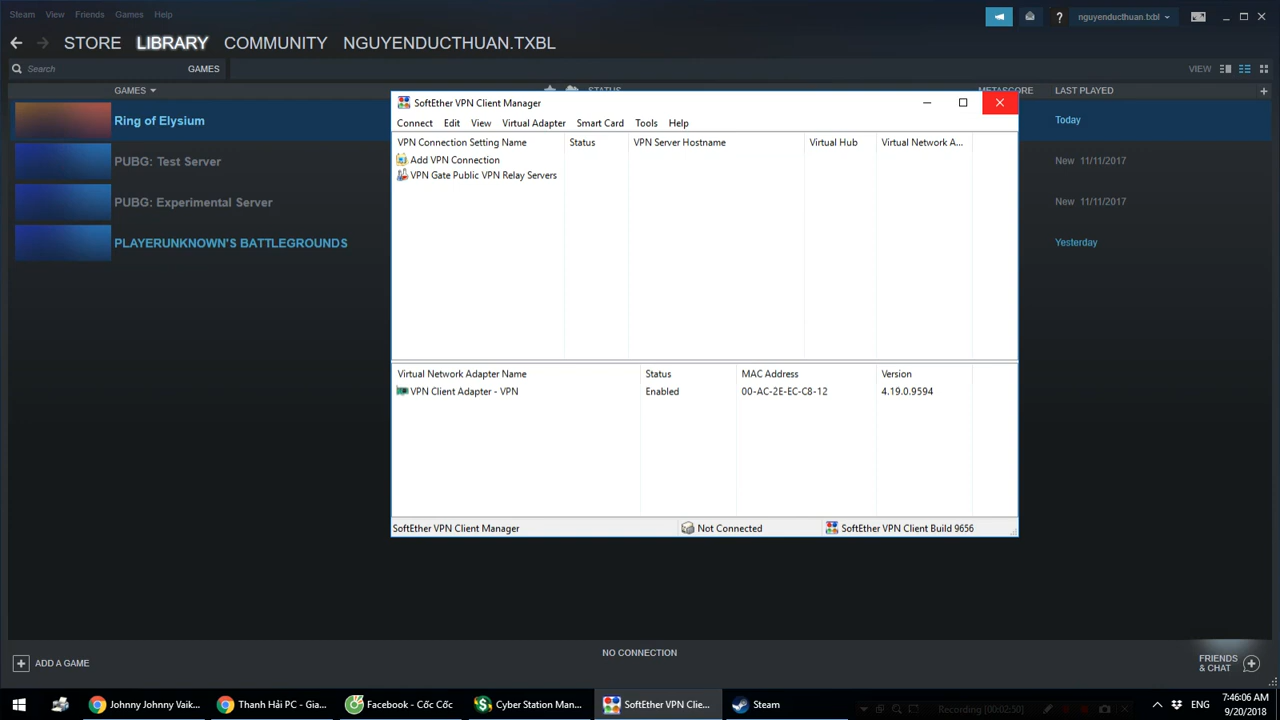 Steam View Friends Games Help
nguyenducthuan.txbl
STORE LIBRARY COMMUNITY NGUYENDUCTHUAN.TXBL
Search GAMES VIEW
GAMES STATUS METASCORE LAST PLAYED
Ring of Elysium Today
PUBG: Test Server New 11/11/2017
PUBG: Experimental Server New 11/11/2017
PLAYERUNKNOWN'S BATTLEGROUNDS Yesterday
SoftEther VPN Client Manager
Connect Edit View Virtual Adapter Smart Card Tools Help
VPN Connection Setting Name Status VPN Server Hostname Virtual Hub Virtual Network A...
Add VPN Connection
VPN Gate Public VPN Relay Servers
Virtual Network Adapter Name Status MAC Address Version
VPN Client Adapter - VPN Enabled 00-AC-2E-EC-C8-12 4.19.0.9594
SoftEther VPN Client Manager Not Connected SoftEther VPN Client Build 9656
NO CONNECTION
ADD A GAME
FRIENDS
& CHAT
Johnny Johnny Vaik... Thanh Hải PC - Gia... Facebook - Cốc Cốc Cyber Station Man... SoftEther VPN Clie... Steam
Recording [00:02:50]
ENG
7:46:06 AM
9/20/2018